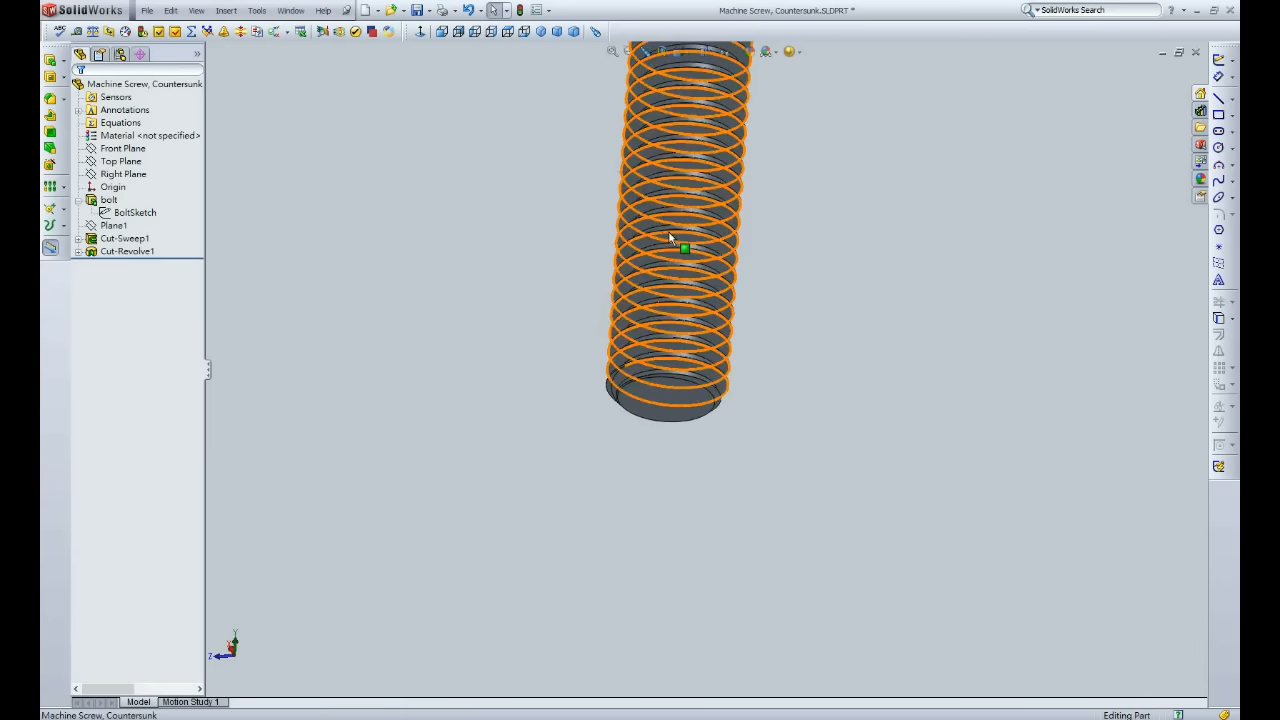 SolidWorks File Edit View Insert Tools Window Help Machine Screw, Countersunk.SLDPRT * SolidWorks Search ?
Machine Screw, Countersunk
Sensors
Annotations
Equations
Material <not specified>
Front Plane
Top Plane
Right Plane
Origin
bolt
BoltSketch
Plane1
Cut-Sweep1
Cut-Revolve1
Y
Z
Model Motion Study 1
Machine Screw, Countersunk Editing Part ?